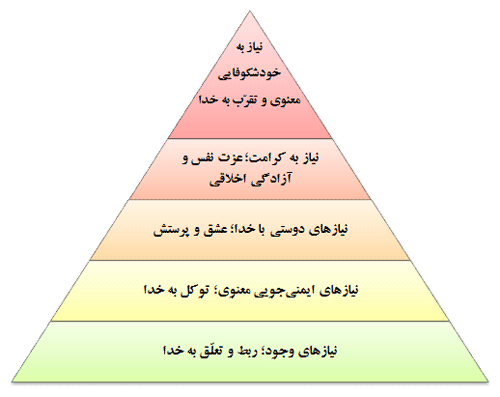 نیاز به
خودشکوفایی
معنوی و تقرّب به خدا
نیاز به کرامت؛ عزت نفس و
آزادگی اخلاقی
نیازهای دوستی با خدا؛ عشق و پرستش
نیازهای ایمنی‌جویی معنوی؛ توکل به خدا
نیازهای وجود؛ ربط و تعلّق به خدا